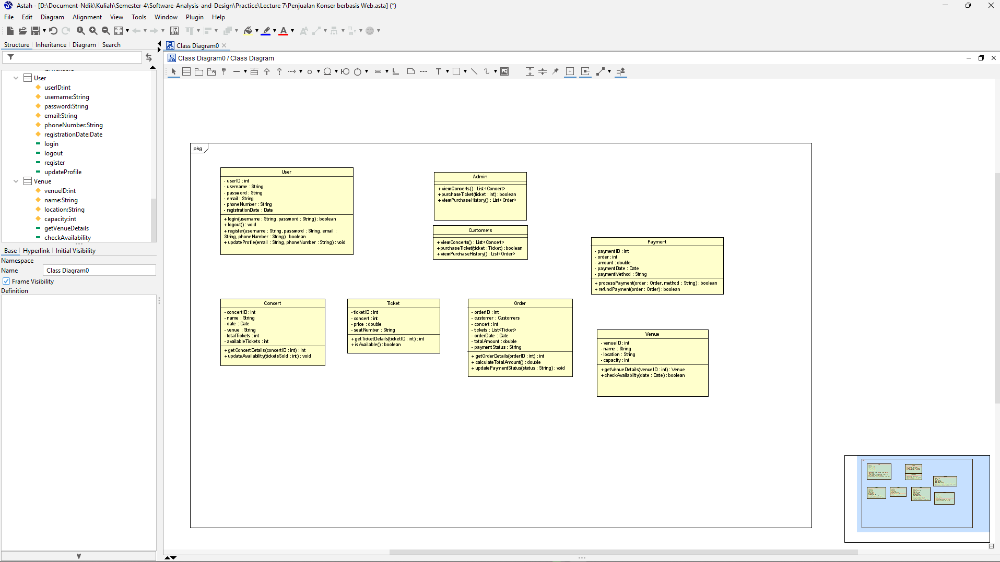 Astah - [D:\Document-Ndik\Kuliah\Semester-4\Software-Analysis-and-Design\Practice\Lecture 7\Penjualan Konser berbasis Web.asta] (*)
File Edit Diagram Alignment View Tools Window Plugin Help
Structure Inheritance Diagram Search
User
userID:int
username:String
password:String
email:String
phoneNumber:String
registrationDate:Date
login
logout
register
updateProfile
Venue
venueID:int
name:String
location:String
capacity:int
getVenueDetails
checkAvailability
Base Hyperlink Initial Visibility
Namespace
Name Class Diagram0
Frame Visibility
Definition
Class Diagram0
Class Diagram0 / Class Diagram
pkg
User
- userID : int
- username : String
- password : String
- email : String
- phoneNumber : String
- registrationDate : Date
+ login(username : String, password : String) : boolean
+ logout() : void
+ register(username : String, password : String, email :
String, phoneNumber : String) : boolean
+ updateProfile(email : String, phoneNumber : String) : void
Admin
+ viewConcerts() : List<Concert>
+ purchaseTicket(ticket : int) : boolean
+ viewPurchaseHistory() : List<Order>
Customers
+ viewConcerts() : List<Concert>
+ purchaseTicket(ticket : Ticket) : boolean
+ viewPurchaseHistory() : List<Order>
Payment
- paymentID : int
- order : int
- amount : double
- paymentDate : Date
- paymentMethod : String
+ processPayment(order : Order, method : String) : boolean
+ refundPayment(order : Order) : boolean
Concert
- concertID : int
- name : String
- date : Date
- venue : String
- totalTickets : int
- availableTickets : int
+ getConcertDetails(concertID : int) : int
+ updateAvailability(ticketsSold : int) : void
Ticket
- ticketID : int
- concert : int
- price : double
- seatNumber : String
+ getTicketDetails(ticketID : int) : int
+ isAvailable() : boolean
Order
- orderID : int
- customer : Customers
- concert : int
- tickets : List<Ticket>
- orderDate : Date
- totalAmount : double
- paymentStatus : String
+ getOrderDetails(orderID : int) : int
+ calculateTotalAmount() : double
+ updatePaymentStatus(status : String) : void
Venue
- venueID : int
- name : String
- location : String
- capacity : int
+ getVenueDetails(venueID : int) : Venue
+ checkAvailability(date : Date) : boolean